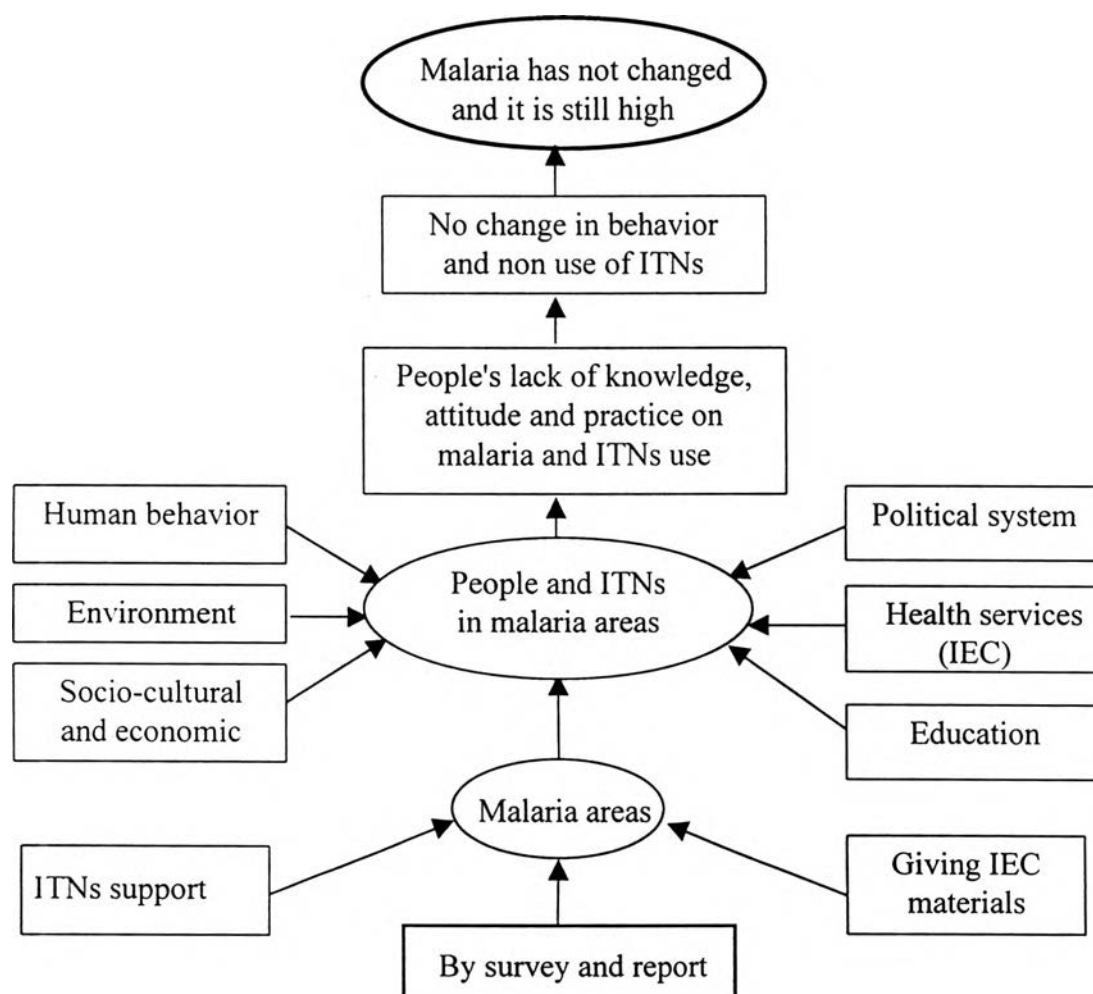 Malaria has not changed
and it is still high
No change in behavior
and non use of ITNs
People's lack of knowledge,
attitude and practice on
malaria and ITNs use
Human behavior
Political system
People and ITNs
in malaria areas
Environment
Health services
(IEC)
Socio-cultural
and economic
Education
Malaria areas
ITNs support
Giving IEC
materials
By survey and report